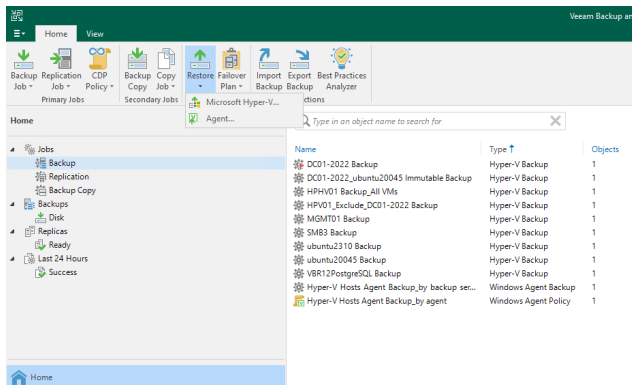 Veeam Backup an
Home View
Backup Job Replication Job CDP Policy Backup Copy Copy Job Restore Failover Plan Import Backup Export Backup Best Practices Analyzer
Primary Jobs Secondary Jobs ctions
Microsoft Hyper-V...
Agent...
Home
Type in an object name to search for
Jobs
Backup
Replication
Backup Copy
Backups
Disk
Replicas
Ready
Last 24 Hours
Success
Name Type Objects
DC01-2022 Backup Hyper-V Backup 1
DC01-2022_ubuntu20045 Immutable Backup Hyper-V Backup 1
HPHV01 Backup_All VMs Hyper-V Backup 1
HPV01_Exclude_DC01-2022 Backup Hyper-V Backup 1
MGMT01 Backup Hyper-V Backup 1
SMB3 Backup Hyper-V Backup 1
ubuntu2310 Backup Hyper-V Backup 1
ubuntu20045 Backup Hyper-V Backup 1
VBR12PostgreSQL Backup Hyper-V Backup 1
Hyper-V Hosts Agent Backup_by backup ser... Windows Agent Backup 1
Hyper-V Hosts Agent Backup_by agent Windows Agent Policy 1
Home